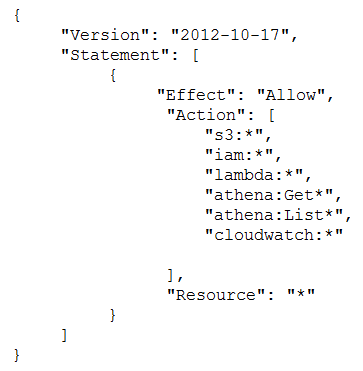 {
"Version": "2012-10-17",
"Statement": [
{
"Effect": "Allow",
"Action": [
"s3:*",
"iam:*",
"lambda:*",
"athena:Get*",
"athena:List*",
"cloudwatch:*"
],
"Resource": "*"
}
]
}